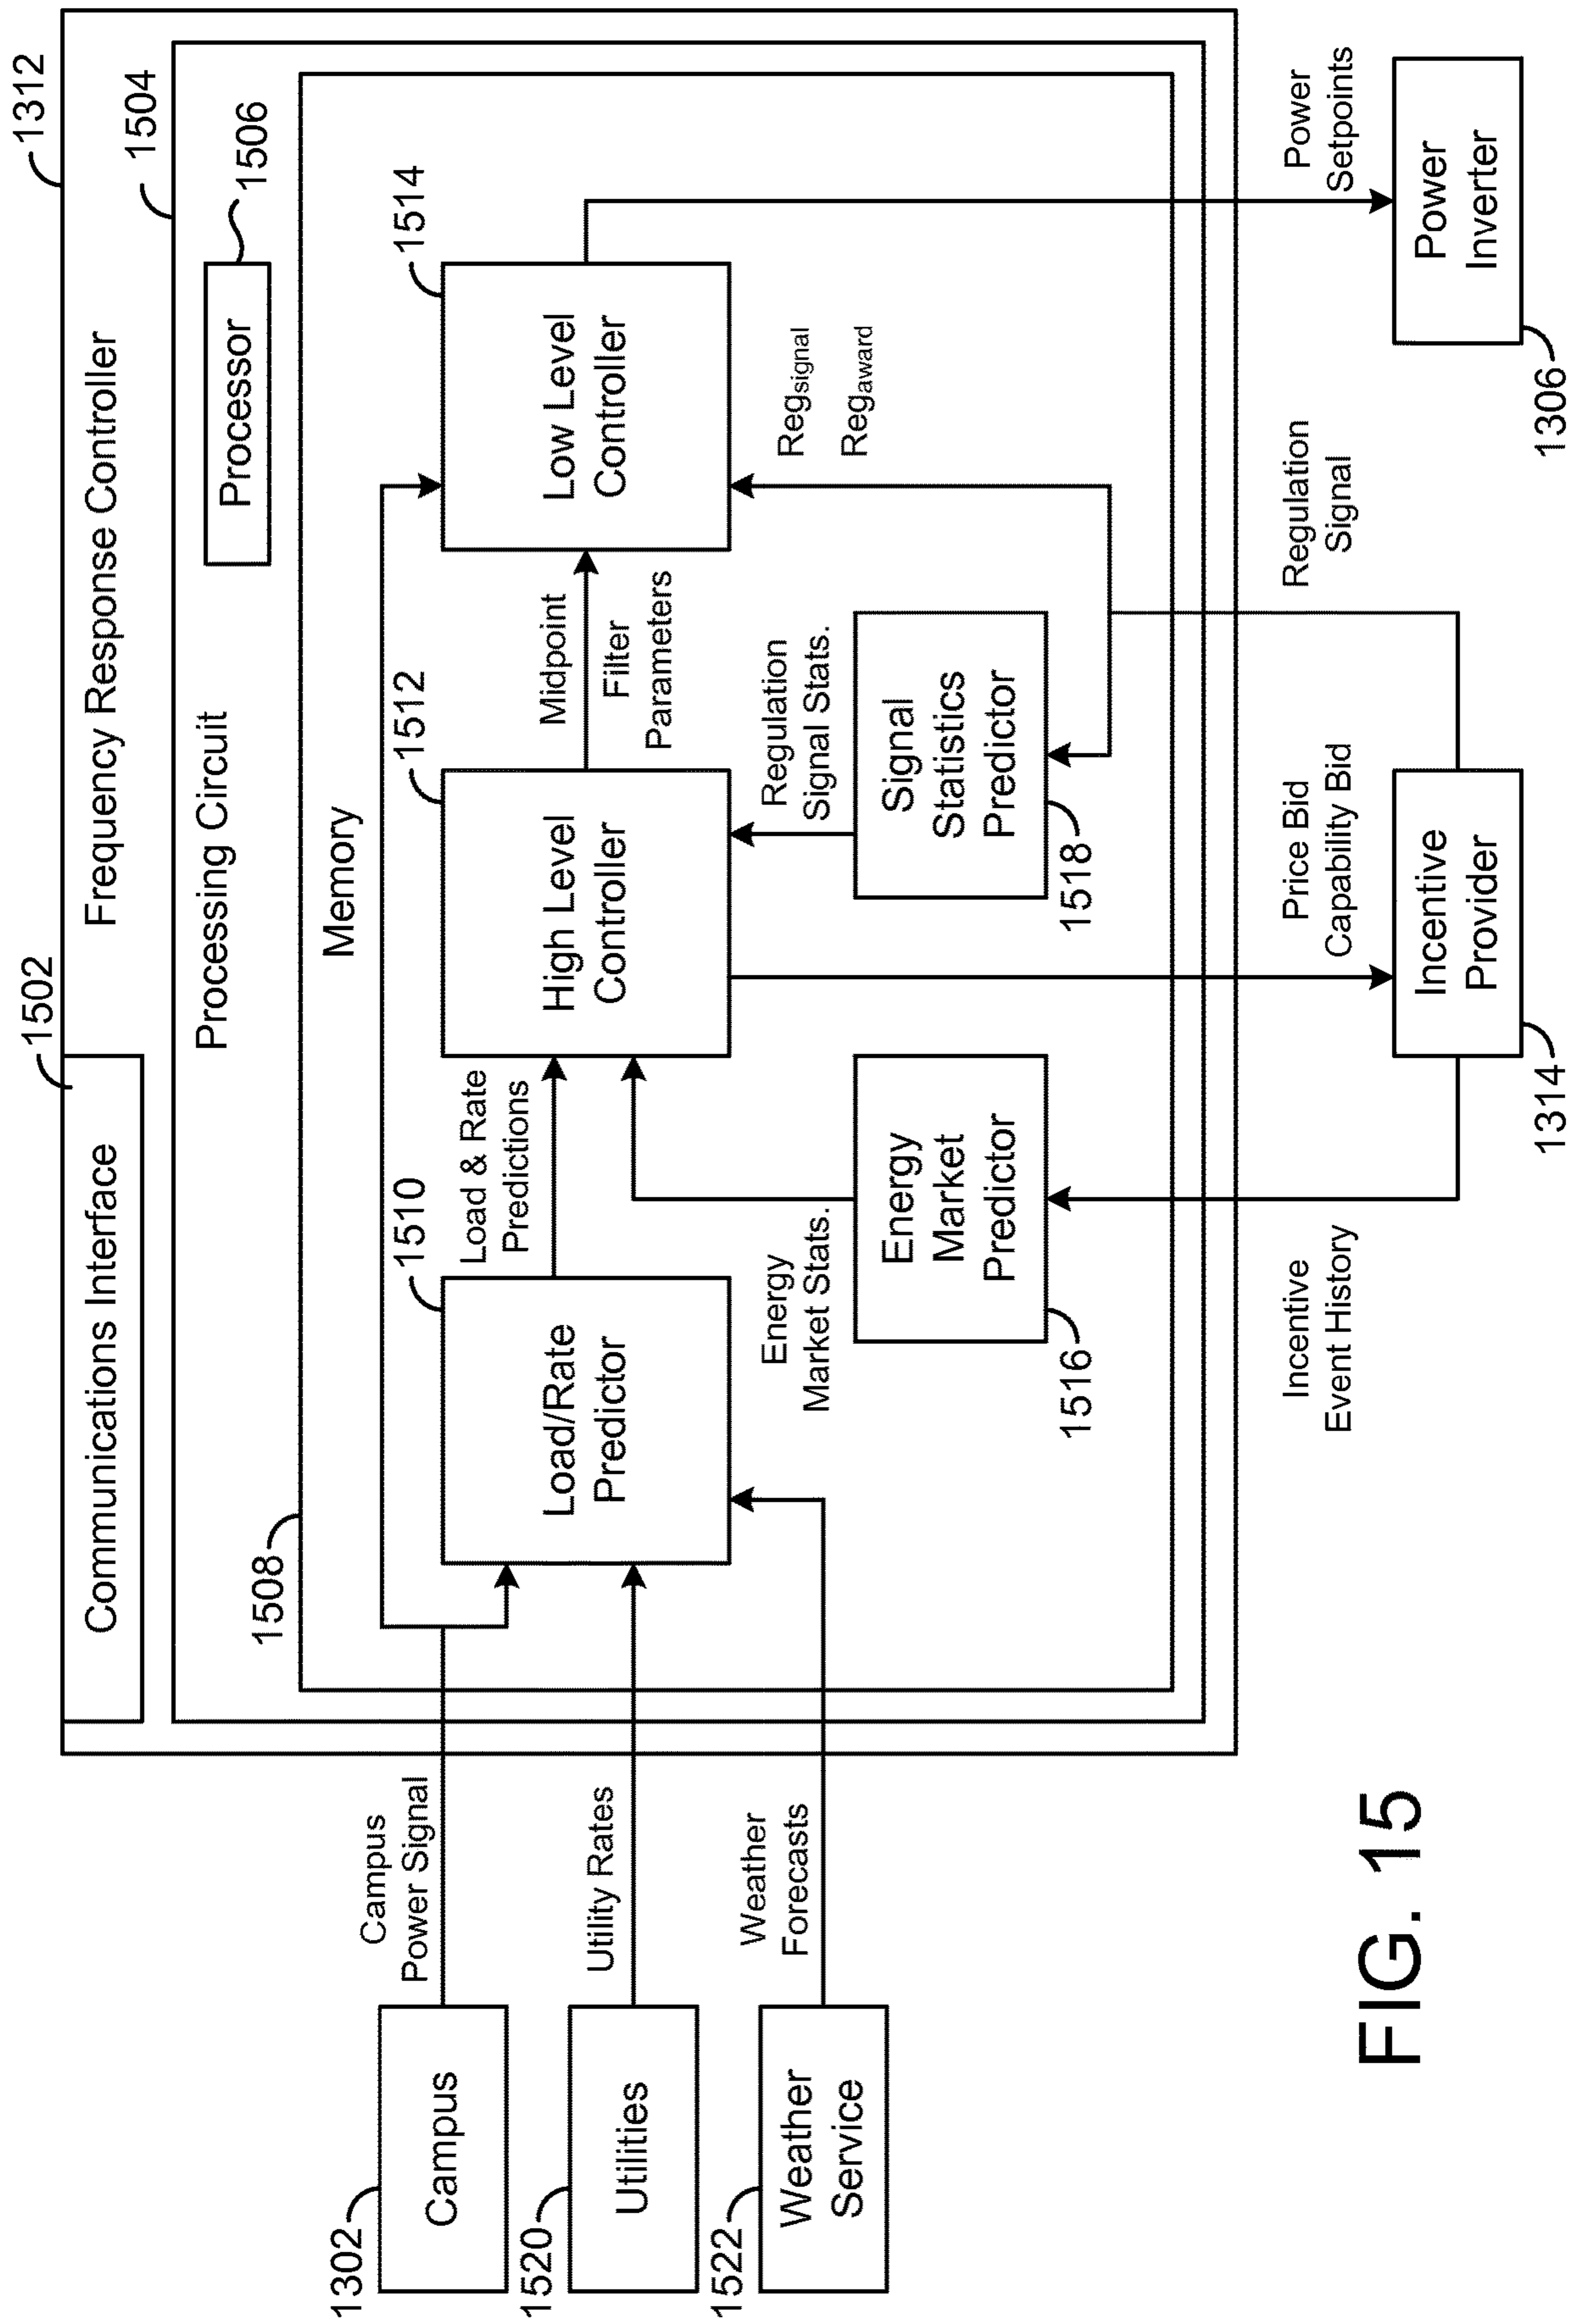 1312
1502
Communications Interface
Frequency Response Controller
1504
Processing Circuit
Processor
1506
1508
Memory
1302
Campus
Campus
Power Signal
1520
Utilities
Utility Rates
1522
Weather
Service
Weather
Forecasts
1510
Load/Rate
Predictor
Load & Rate
Predictions
1512
High Level
Controller
Midpoint
Filter
Parameters
1514
Low Level
Controller
Energy
Market Stats.
Regulation
Signal Stats.
Regsignal
Regaward
Energy
Market
Predictor
1516
Signal
Statistics
Predictor
1518
Incentive
Event History
Price Bid
Capability Bid
Regulation
Signal
Power
Setpoints
Incentive
Provider
1314
Power
Inverter
1306
FIG. 15